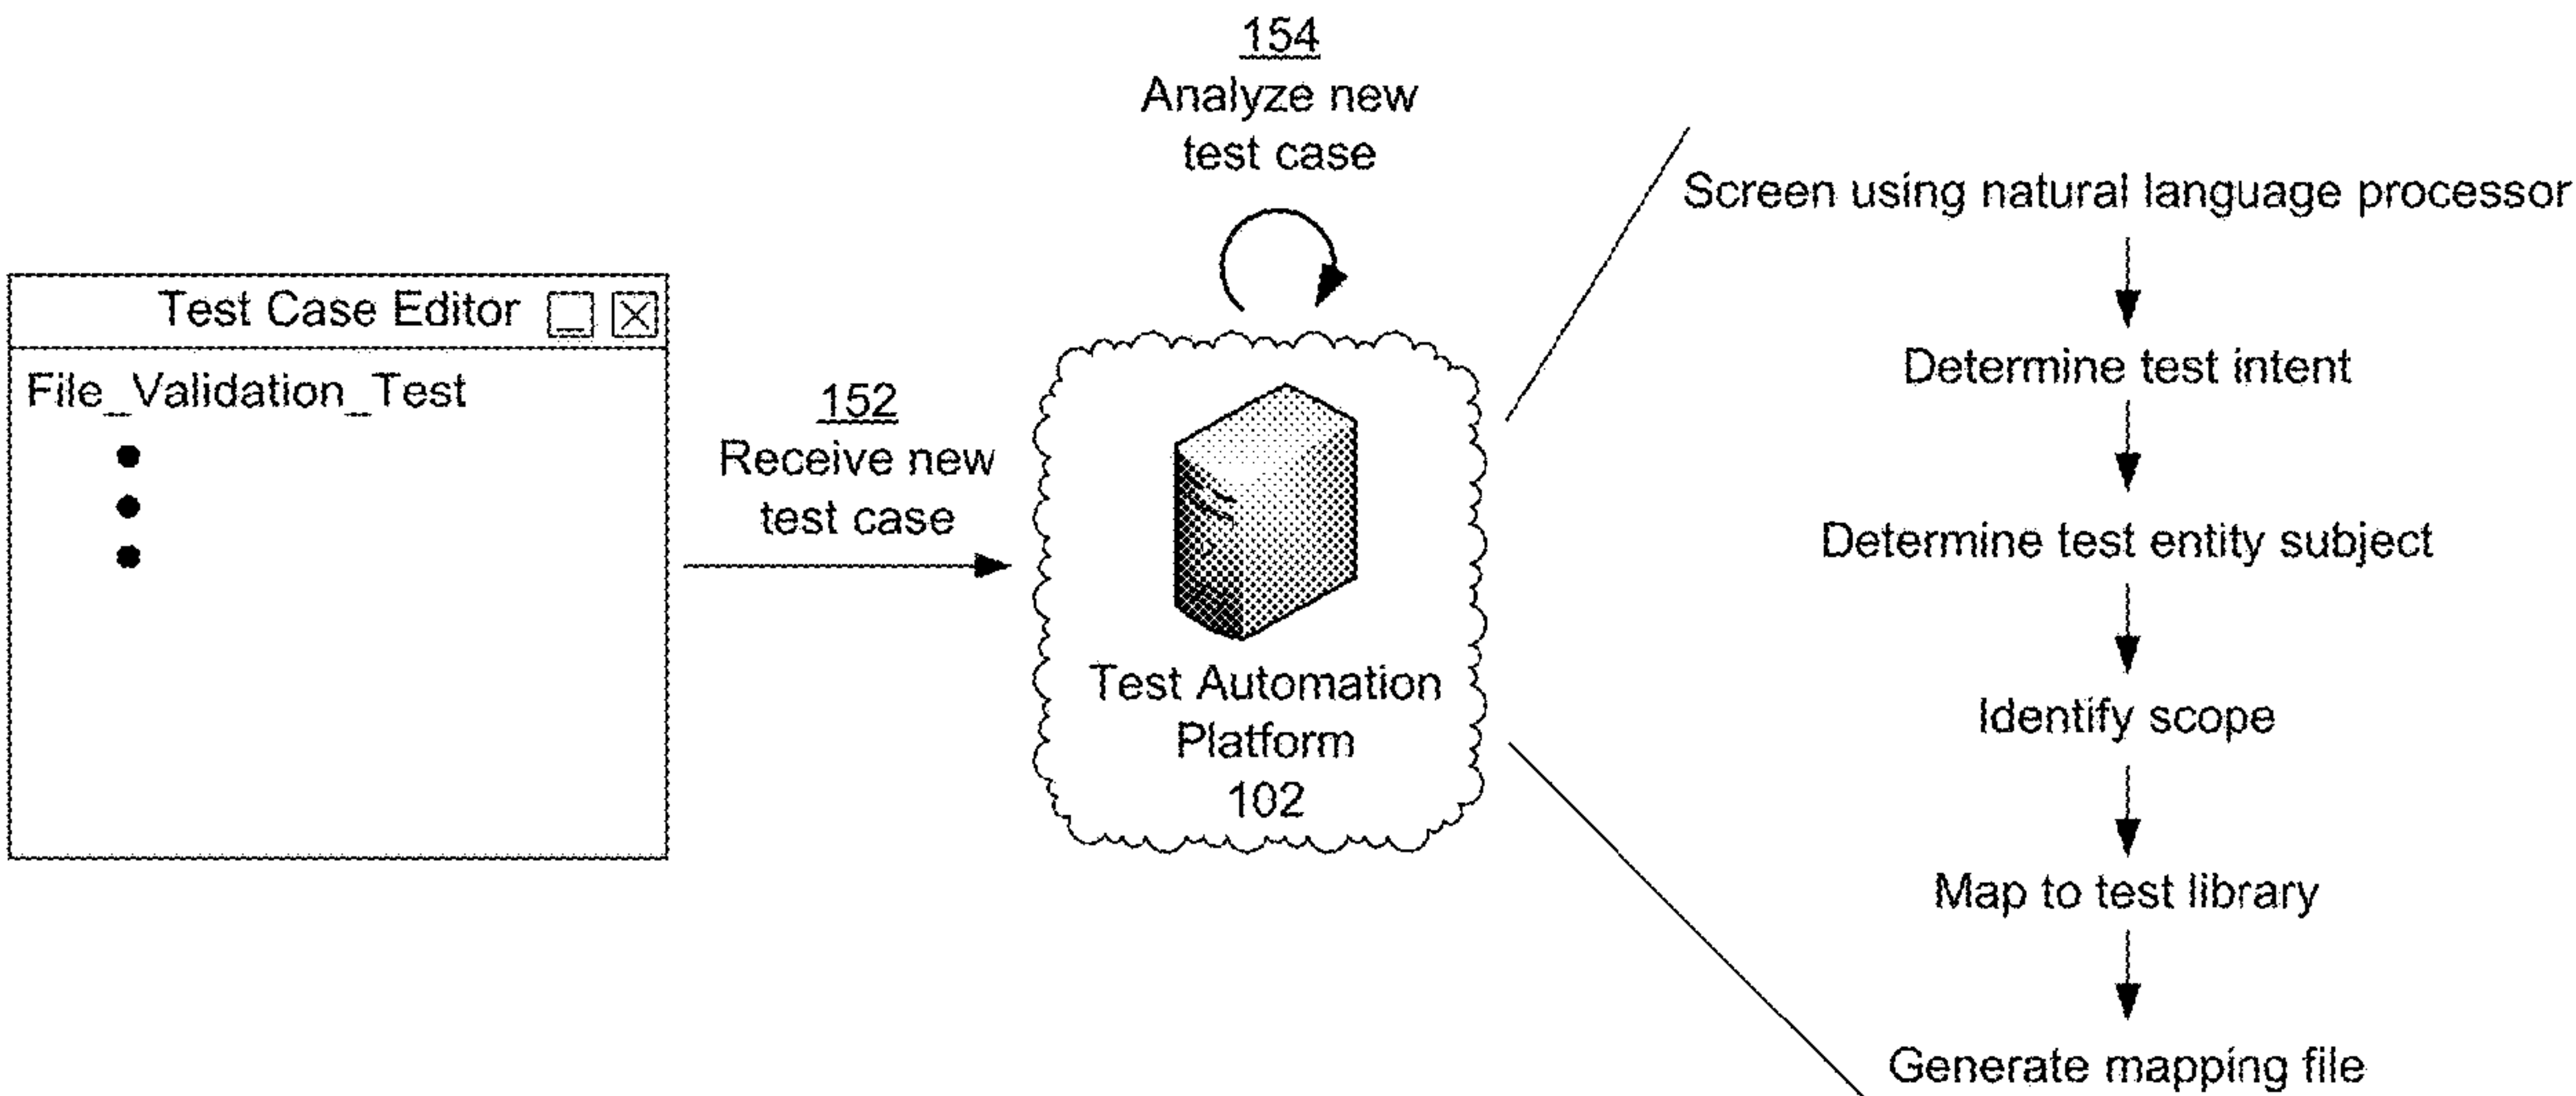 Test Case Editor
File_Validation_Test
152
Receive new
test case
154
Analyze new
test case
Test Automation
Platform
102
Screen using natural language processor
Determine test intent
Determine test entity subject
Identify scope
Map to test library
Generate mapping file